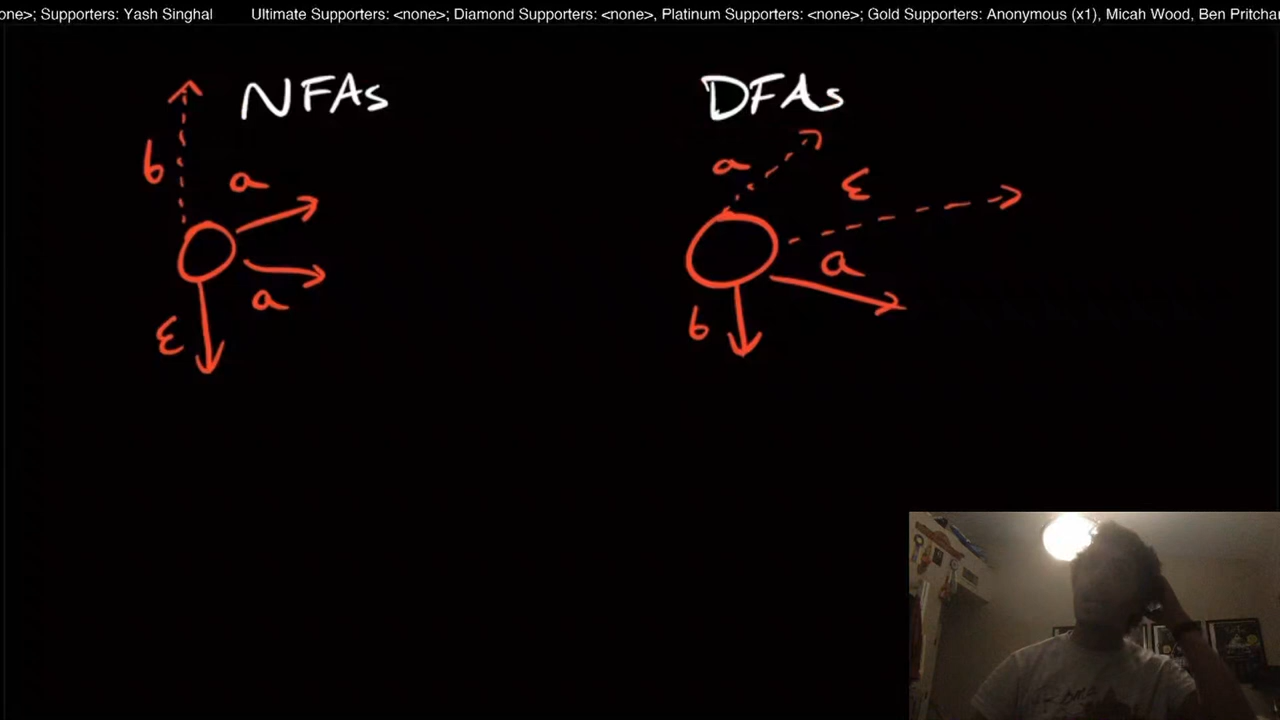 one>; Supporters: Yash Singhal Ultimate Supporters: <none>; Diamond Supporters: <none>, Platinum Supporters: <none>; Gold Supporters: Anonymous (x1), Micah Wood, Ben Pritchar
NFAs
DFAs
b
a
a
ε
a
ε
a
b